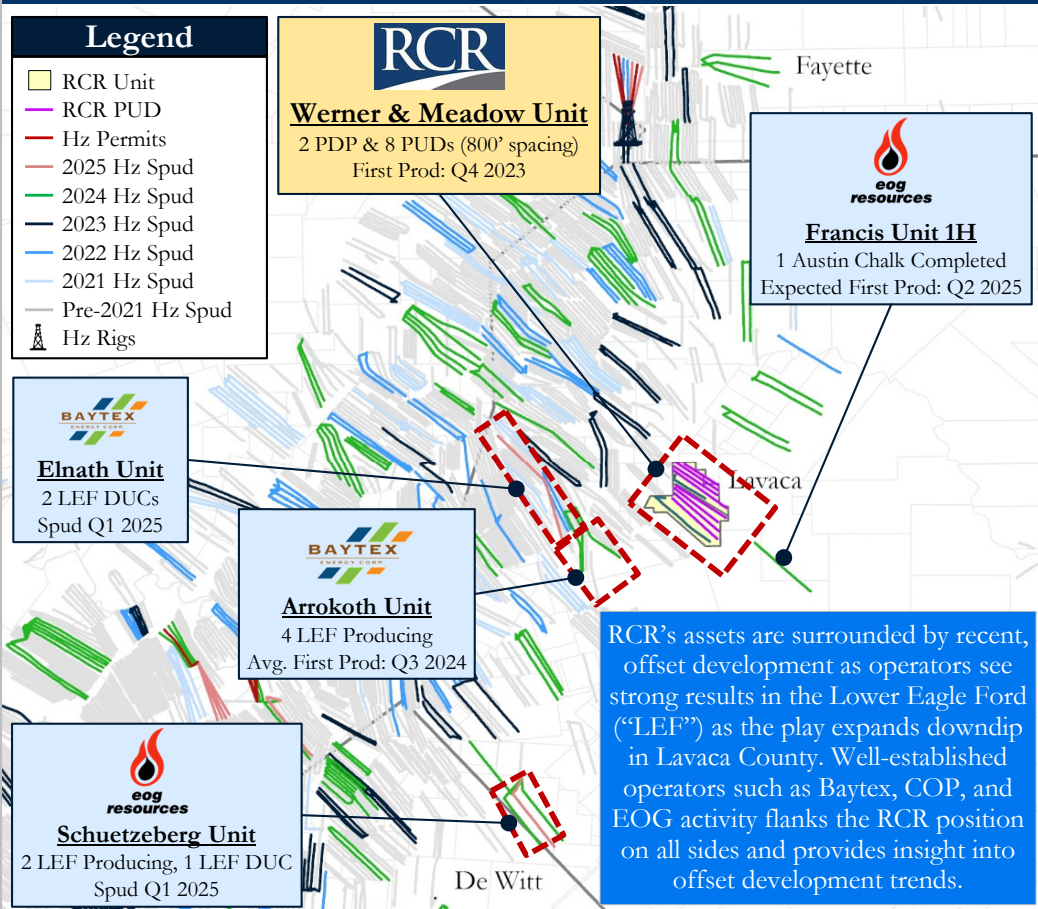 Legend
RCR Unit
RCR PUD
Hz Permits
2025 Hz Spud
2024 Hz Spud
2023 Hz Spud
2022 Hz Spud
2021 Hz Spud
Pre-2021 Hz Spud
Hz Rigs
RCR
Werner & Meadow Unit
2 PDP & 8 PUDs (800’ spacing)
First Prod: Q4 2023
Fayette
eog
resources
Francis Unit 1H
1 Austin Chalk Completed
Expected First Prod: Q2 2025
BAYTEX
ENERGY CORP.
Elnath Unit
2 LEF DUCs
Spud Q1 2025
Lavaca
BAYTEX
ENERGY CORP.
Arrokoth Unit
4 LEF Producing
Avg. First Prod: Q3 2024
RCR’s assets are surrounded by recent,
offset development as operators see
strong results in the Lower Eagle Ford
(“LEF”) as the play expands downdip
in Lavaca County. Well-established
operators such as Baytex, COP, and
EOG activity flanks the RCR position
on all sides and provides insight into
offset development trends.
eog
resources
Schuetzeberg Unit
2 LEF Producing, 1 LEF DUC
Spud Q1 2025
De Witt